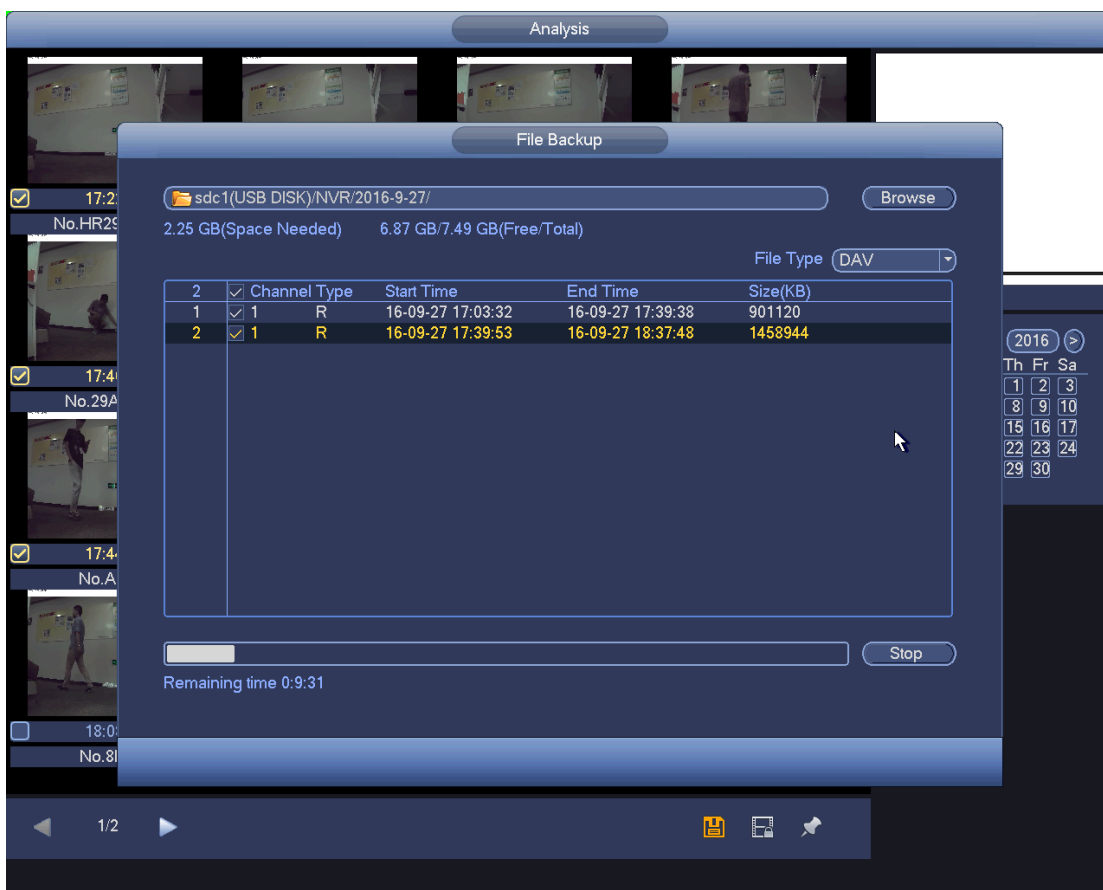 Analysis
File Backup
sdc1(USB DISK)/NVR/2016-9-27/
Browse
2.25 GB(Space Needed) 6.87 GB/7.49 GB(Free/Total)
File Type DAV
2 Channel Type Start Time End Time Size(KB)
1 1 R 16-09-27 17:03:32 16-09-27 17:39:38 901120
2 1 R 16-09-27 17:39:53 16-09-27 18:37:48 1458944
Stop
Remaining time 0:9:31
17:2
No.HR29
17:4
No.29A
17:4
No.A
18:0
No.8
1/2
2016 >
Th Fr Sa
1 2 3
8 9 10
15 16 17
22 23 24
29 30